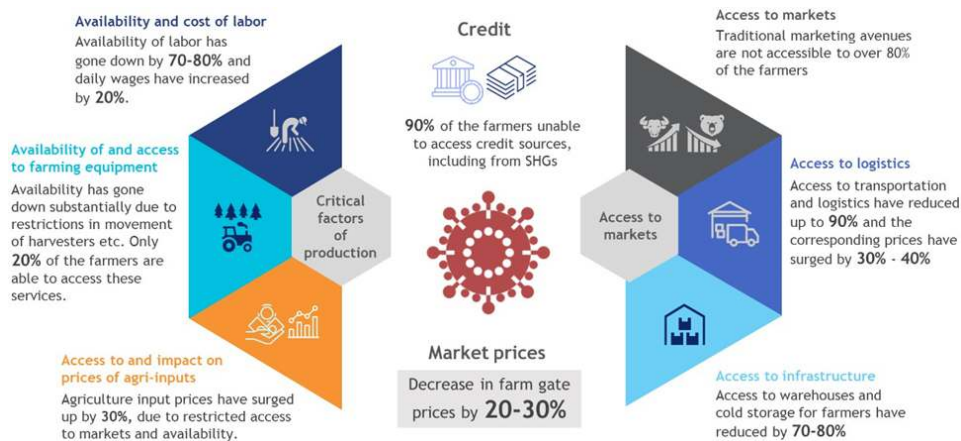 Availability and cost of labor
Availability of labor has
gone down by 70-80% and
daily wages have increased
by 20%.
Availability of and access
to farming equipment
Availability has gone
down substantially due to
restrictions in movement
of harvesters etc. Only
20% of the farmers are
able to access these
services.
Access to and impact on
prices of agri-inputs
Agriculture input prices have surged
up by 30%, due to restricted access
to markets and availability.
Critical
factors
of
production
Credit
90% of the farmers unable
to access credit sources,
including from SHGs
Market prices
Decrease in farm gate
prices by 20-30%
Access to
markets
Access to markets
Traditional marketing avenues
are not accessible to over 80%
of the farmers
Access to logistics
Access to transportation
and logistics have reduced
up to 90% and the
corresponding prices have
surged by 30% - 40%
Access to infrastructure
Access to warehouses and
cold storage for farmers have
reduced by 70-80%